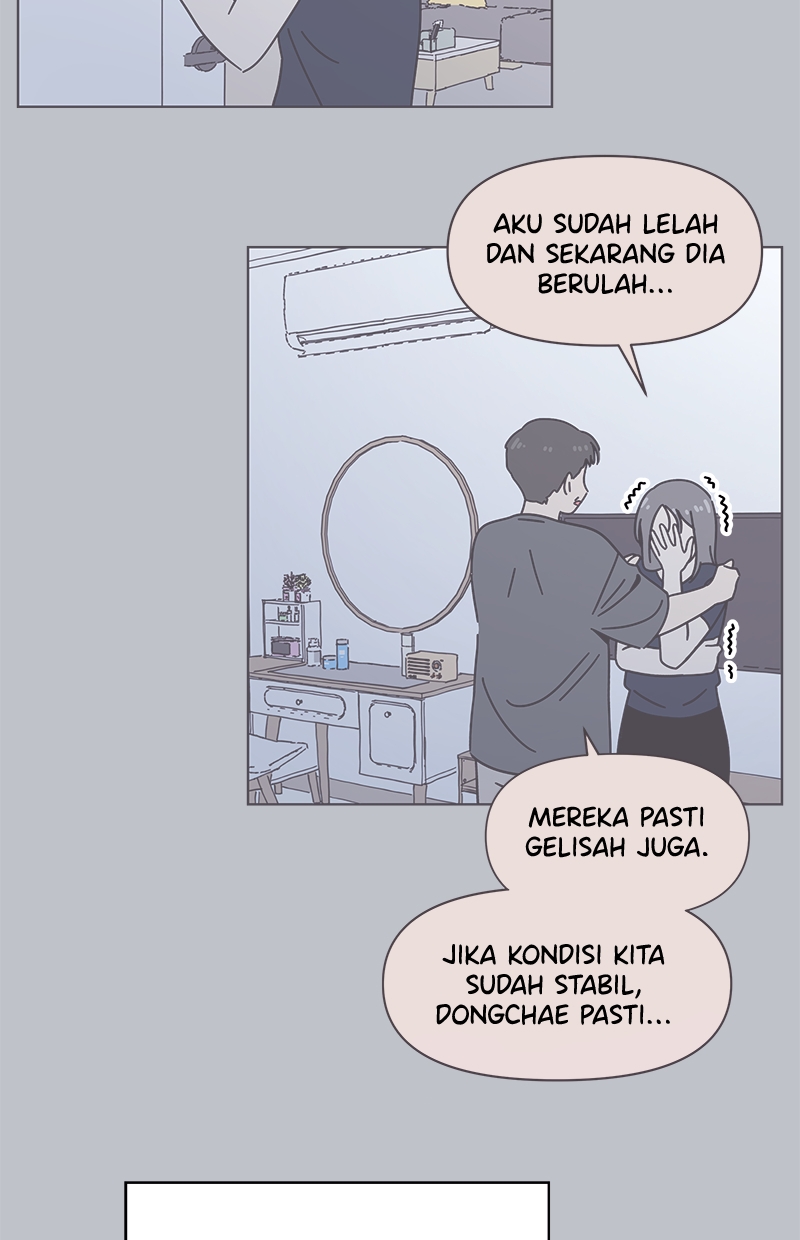 AKU SUDAH LELAH
DAN SEKARANG DIA
BERULAH...
MEREKA PASTI
GELISAH JUGA.
JIKA KONDISI KITA
SUDAH STABIL,
DONGCHAE PASTI...